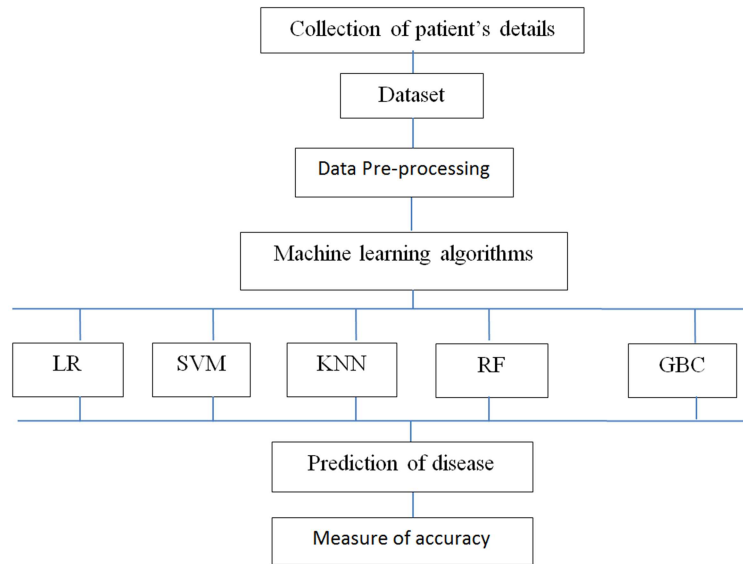 Collection of patient's details
Dataset
Data Pre-processing
Machine learning algorithms
LR
SVM
KNN
RF
GBC
Prediction of disease
Measure of accuracy